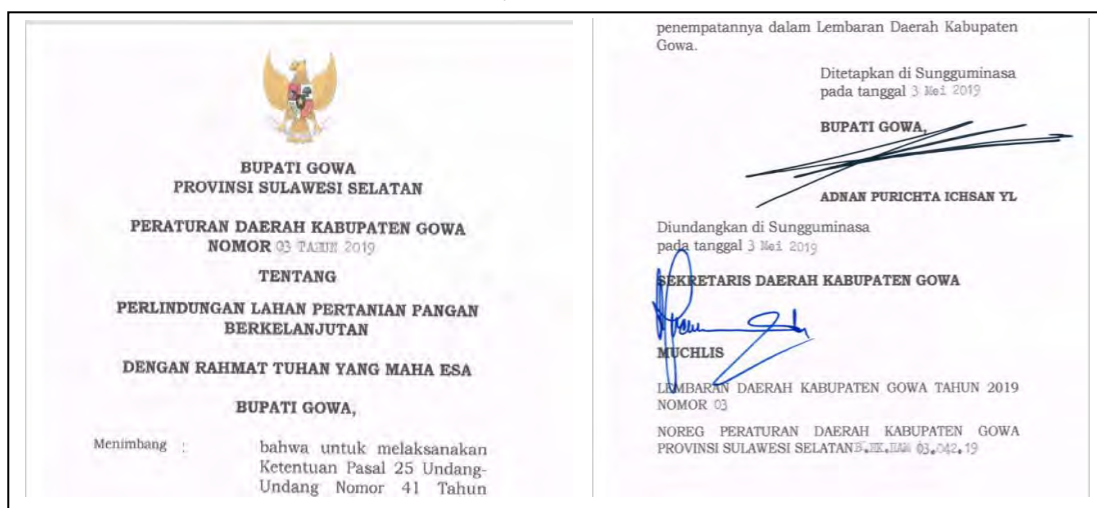 BUPATI GOWA
PROVINSI SULAWESI SELATAN
PERATURAN DAERAH KABUPATEN GOWA
NOMOR 03 TAHUN 2019
TENTANG
PERLINDUNGAN LAHAN PERTANIAN PANGAN
BERKELANJUTAN
DENGAN RAHMAT TUHAN YANG MAHA ESA
BUPATI GOWA,
Menimbang : bahwa untuk melaksanakan
Ketentuan Pasal 25 Undang-
Undang Nomor 41 Tahun
penempatannya dalam Lembaran Daerah Kabupaten
Gowa.
Ditetapkan di Sungguminasa
pada tanggal 3 Mei 2019
BUPATI GOWA,
ADNAN PURICHTA ICHSAN YL
Diundangkan di Sungguminasa
pada tanggal 3 Mei 2019
SEKRETARIS DAERAH KABUPATEN GOWA
MUCHLIS
LEMBARAN DAERAH KABUPATEN GOWA TAHUN 2019
NOMOR 03
NOREG PERATURAN DAERAH KABUPATEN GOWA
PROVINSI SULAWESI SELATAN 03.042.19